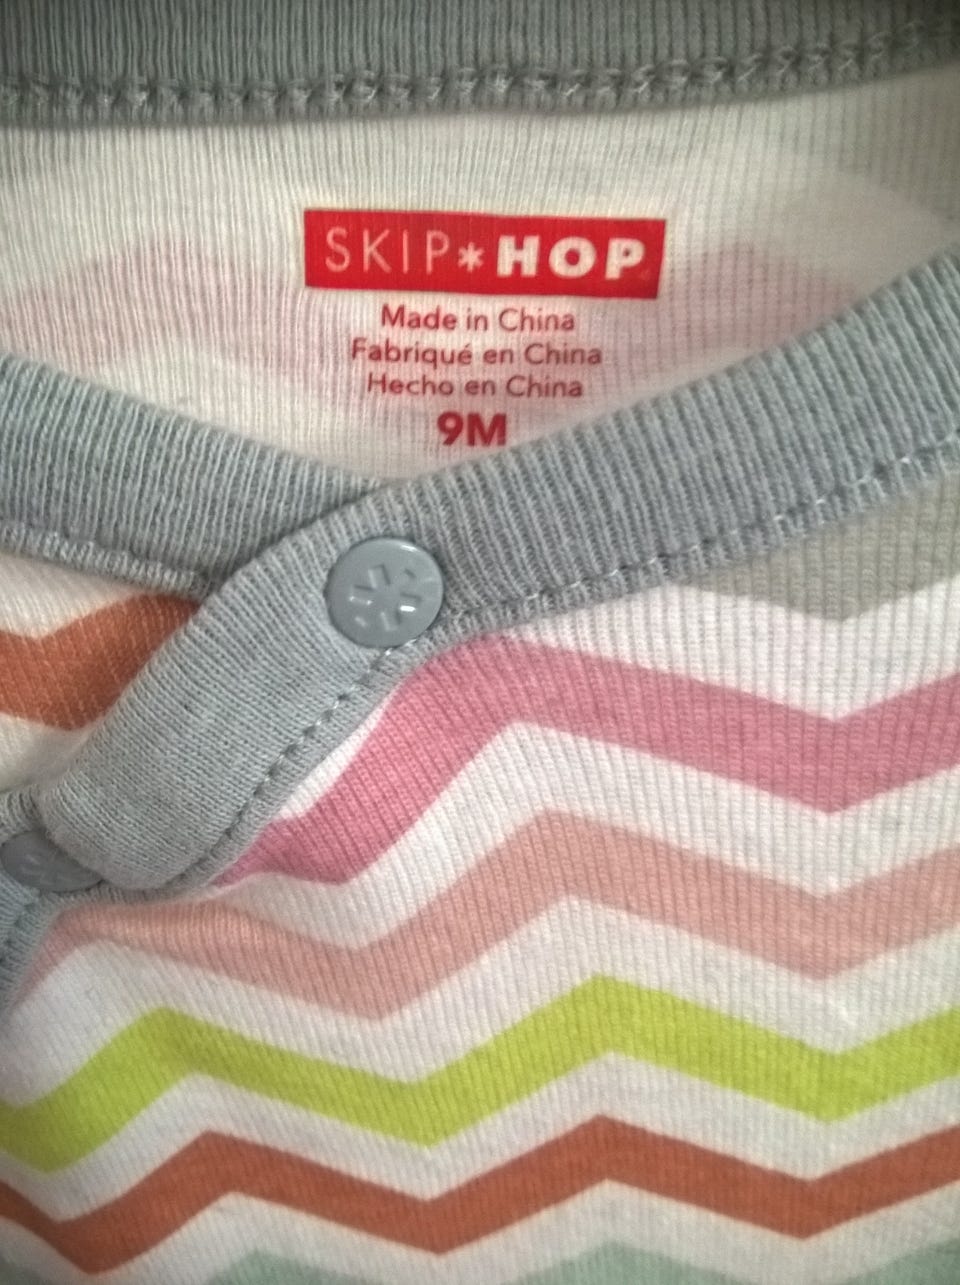 SKIP*HOP
Made in China
Fabriqué en China
Hecho en China
9M